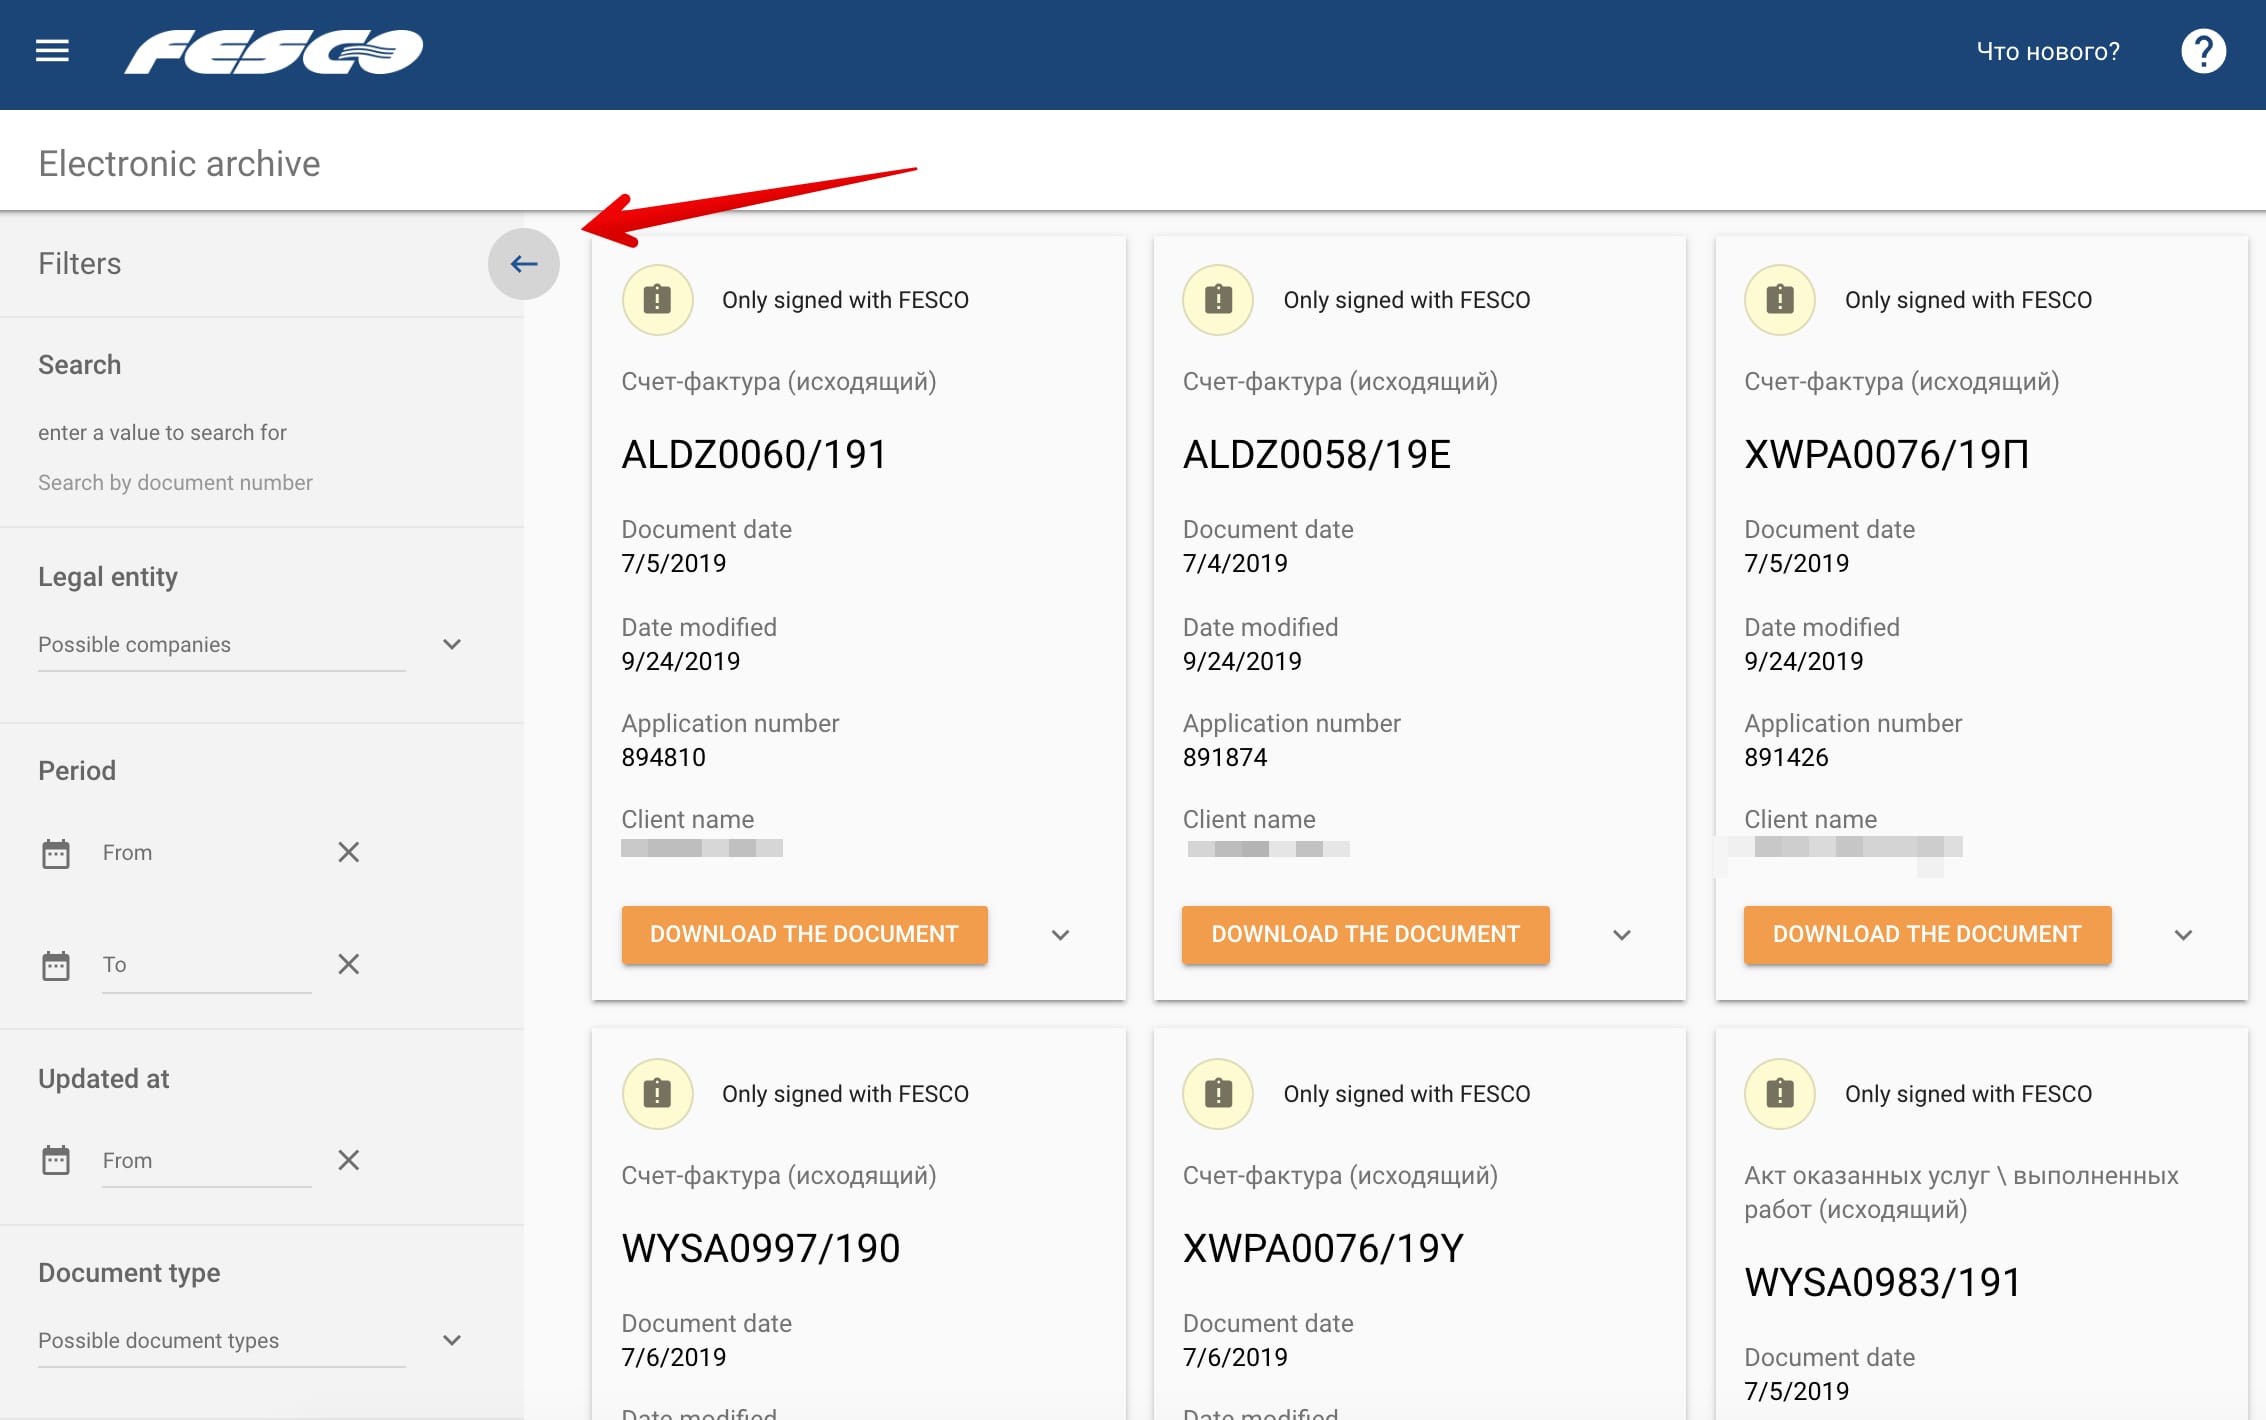 FESCO
Что нового?
Electronic archive
Filters
Search
enter a value to search for
Search by document number
Legal entity
Possible companies
Period
From
To
Updated at
From
Document type
Possible document types
Only signed with FESCO
Счет-фактура (исходящий)
ALDZ0060/191
Document date
7/5/2019
Date modified
9/24/2019
Application number
894810
Client name
DOWNLOAD THE DOCUMENT
Only signed with FESCO
Счет-фактура (исходящий)
ALDZ0058/19E
Document date
7/4/2019
Date modified
9/24/2019
Application number
891874
Client name
DOWNLOAD THE DOCUMENT
Only signed with FESCO
Счет-фактура (исходящий)
XWPA0076/19П
Document date
7/5/2019
Date modified
9/24/2019
Application number
891426
Client name
DOWNLOAD THE DOCUMENT
Only signed with FESCO
Счет-фактура (исходящий)
WYSA0997/190
Document date
7/6/2019
Date modified
Only signed with FESCO
Счет-фактура (исходящий)
XWPA0076/19Y
Document date
7/6/2019
Date modified
Only signed with FESCO
Акт оказанных услуг \ выполненных
работ (исходящий)
WYSA0983/191
Document date
7/5/2019